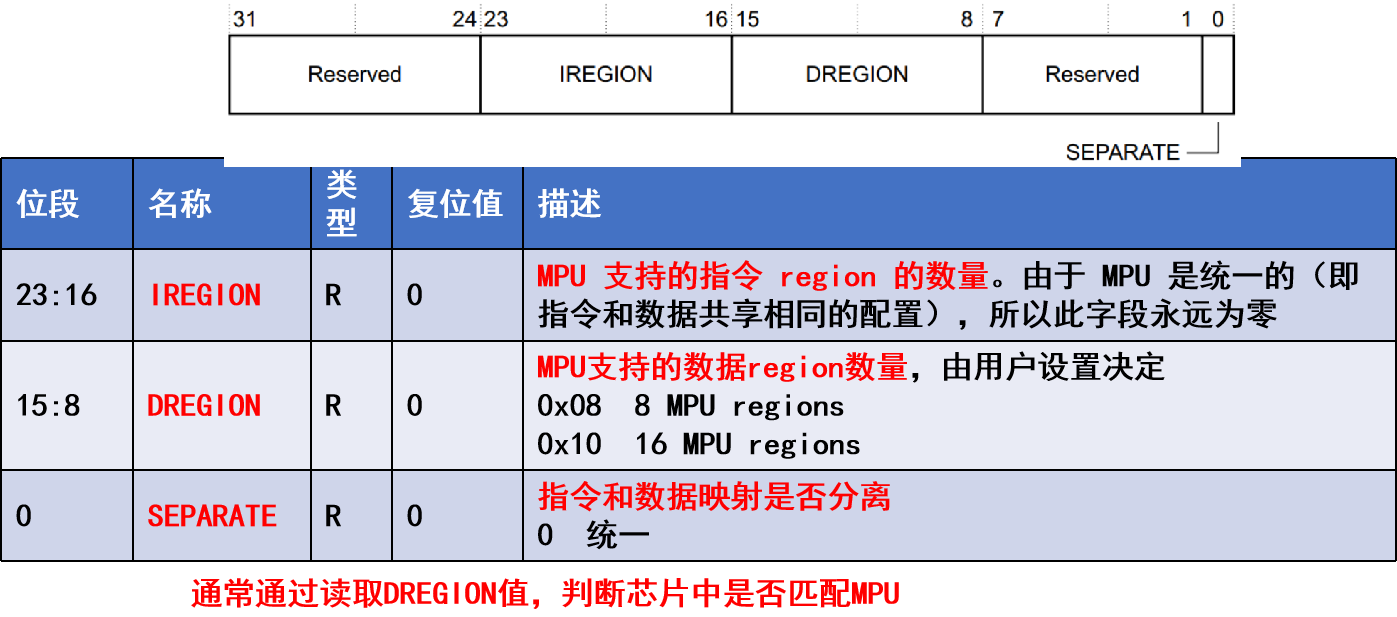 31 24 23 16 15 8 7 1 0
Reserved IREGION DREGION Reserved
SEPARATE
位段 名称 类型 复位值 描述
23:16 IREGION R 0 MPU 支持的指令 region 的数量。由于 MPU 是统一的（即
指令和数据共享相同的配置），所以此字段永远为零
15:8 DREGION R 0 MPU支持的数据region数量，由用户设置决定
0x08 8 MPU regions
0x10 16 MPU regions
0 SEPARATE R 0 指令和数据映射是否分离
0 统一
通常通过读取DREGION值，判断芯片中是否匹配MPU